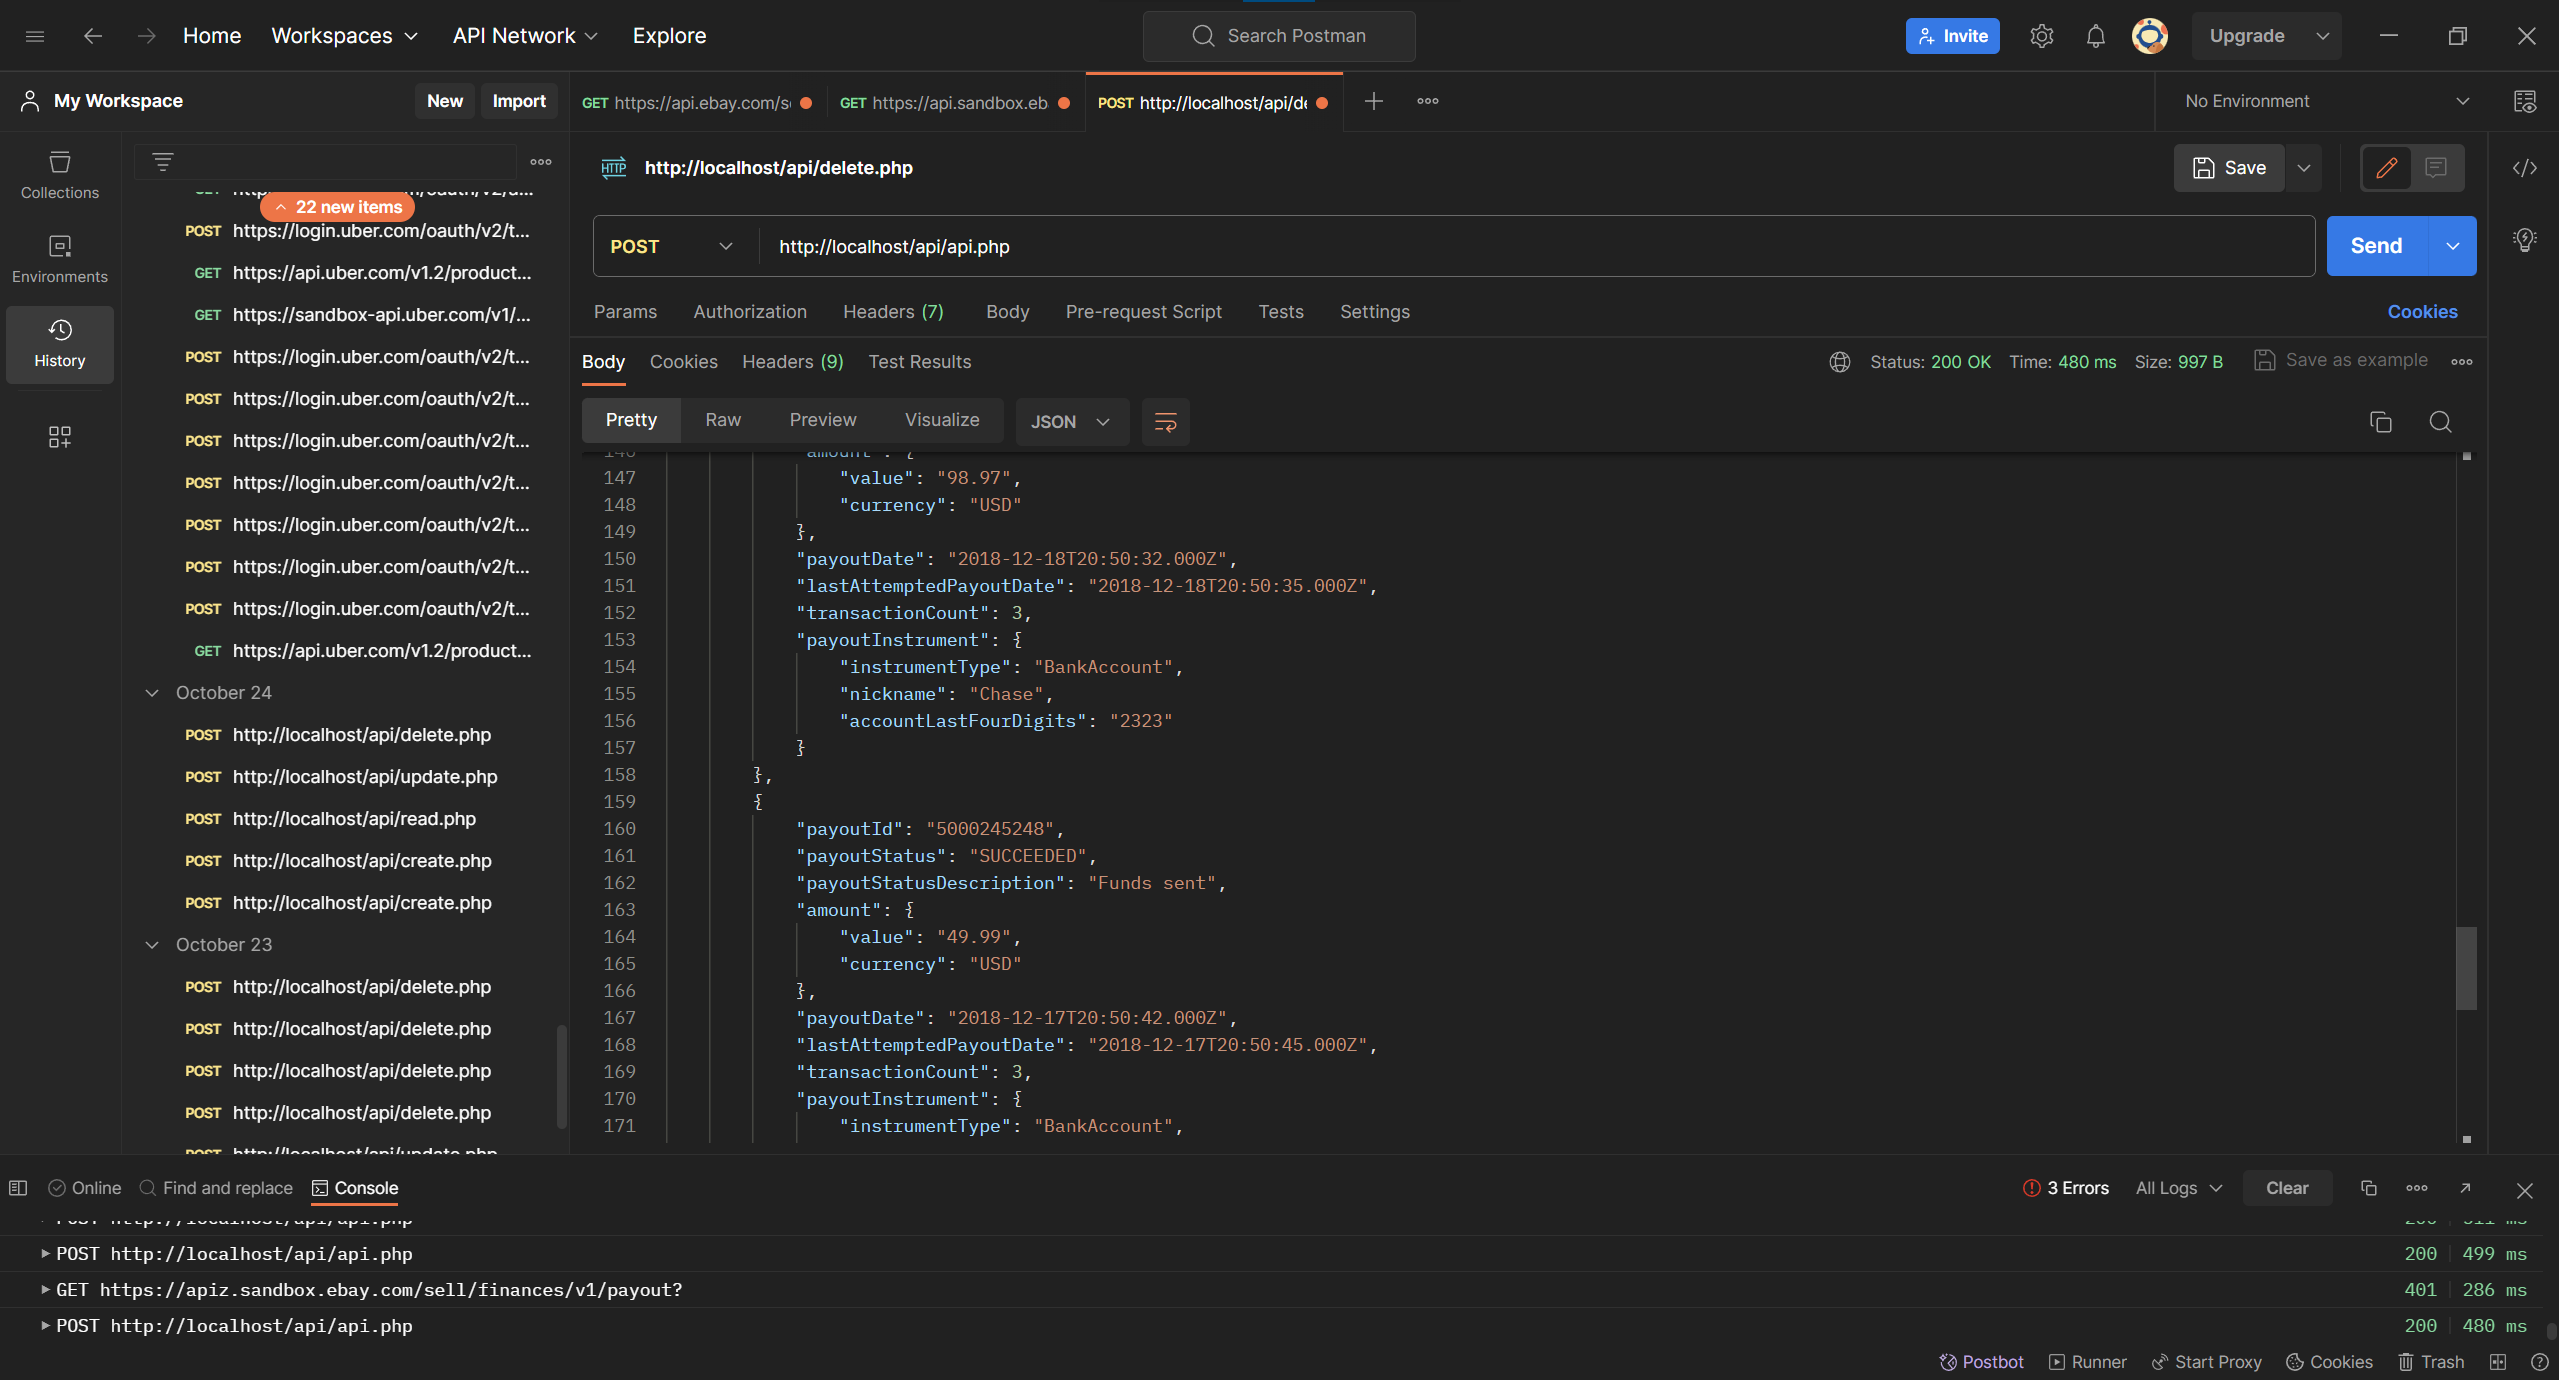 Home
Workspaces
API Network
Explore
Search Postman
Invite
Upgrade
My Workspace
New
Import
GET https://api.ebay.com/s
GET https://api.sandbox.eb
POST http://localhost/api/de
No Environment
Collections
Environments
History
22 new items
POST https://login.uber.com/oauth/v2/t...
GET https://api.uber.com/v1.2/product...
GET https://sandbox-api.uber.com/v1/...
POST https://login.uber.com/oauth/v2/t...
POST https://login.uber.com/oauth/v2/t...
POST https://login.uber.com/oauth/v2/t...
POST https://login.uber.com/oauth/v2/t...
POST https://login.uber.com/oauth/v2/t...
POST https://login.uber.com/oauth/v2/t...
POST https://login.uber.com/oauth/v2/t...
GET https://api.uber.com/v1.2/product...
October 24
POST http://localhost/api/delete.php
POST http://localhost/api/update.php
POST http://localhost/api/read.php
POST http://localhost/api/create.php
POST http://localhost/api/create.php
October 23
POST http://localhost/api/delete.php
POST http://localhost/api/delete.php
POST http://localhost/api/delete.php
POST http://localhost/api/delete.php
POST http://localhost/api/update.php
HTTP http://localhost/api/delete.php
Save
POST http://localhost/api/api.php
Send
Params Authorization Headers (7) Body Pre-request Script Tests Settings
Cookies
Body Cookies Headers (9) Test Results
Status: 200 OK Time: 480 ms Size: 997 B
Save as example
Pretty Raw Preview Visualize JSON
146 "amount": {
147 "value": "98.97",
148 "currency": "USD"
149 },
150 "payoutDate": "2018-12-18T20:50:32.000Z",
151 "lastAttemptedPayoutDate": "2018-12-18T20:50:35.000Z",
152 "transactionCount": 3,
153 "payoutInstrument": {
154 "instrumentType": "BankAccount",
155 "nickname": "Chase",
156 "accountLastFourDigits": "2323"
157 }
158 },
159 {
160 "payoutId": "5000245248",
161 "payoutStatus": "SUCCEEDED",
162 "payoutStatusDescription": "Funds sent",
163 "amount": {
164 "value": "49.99",
165 "currency": "USD"
166 },
167 "payoutDate": "2018-12-17T20:50:42.000Z",
168 "lastAttemptedPayoutDate": "2018-12-17T20:50:45.000Z",
169 "transactionCount": 3,
170 "payoutInstrument": {
171 "instrumentType": "BankAccount",
Online
Find and replace
Console
3 Errors
All Logs
Clear
POST http://localhost/api/api.php
POST http://localhost/api/api.php 200 499 ms
GET https://apiz.sandbox.ebay.com/sell/finances/v1/payout? 401 286 ms
POST http://localhost/api/api.php 200 480 ms
Postbot
Runner
Start Proxy
Cookies
Trash